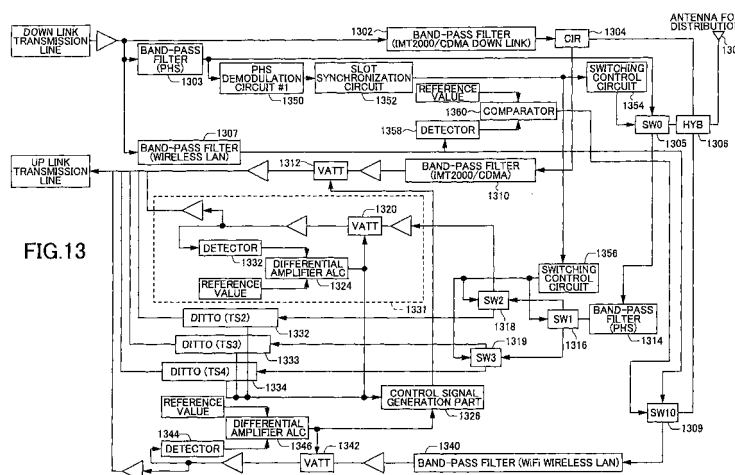 DOWN LINK
TRANSMISSION
LINE
1302
BAND-PASS FILTER
(IMT2000/CDMA DOWN LINK)
CIR
1304
ANTENNA FOR
DISTRIBUTION
BAND-PASS
FILTER
(PHS)
1303
PHS
DEMODULATION
CIRCUIT #1
1350
SLOT
SYNCHRONIZATION
CIRCUIT
1352
SWITCHING
CONTROL
CIRCUIT
1354
REFERENCE
VALUE
1360
COMPARATOR
1358
DETECTOR
SW0
1305
HYB
1306
1307
BAND-PASS FILTER
(WIRELESS LAN)
UP LINK
TRANSMISSION
LINE
1312
VATT
BAND-PASS FILTER
(IMT2000/CDMA)
1310
FIG.13
1320
VATT
DETECTOR
1332
DIFFERENTIAL
AMPLIFIER ALC
1324
REFERENCE
VALUE
1331
1356
SWITCHING
CONTROL
CIRCUIT
SW2
1318
SW1
1316
BAND-PASS
FILTER
(PHS)
1314
DITTO (TS2)
1332
DITTO (TS3)
1333
DITTO (TS4)
1334
1319
SW3
REFERENCE
VALUE
CONTROL SIGNAL
GENERATION PART
1326
SW10
1309
1344
DETECTOR
DIFFERENTIAL
AMPLIFIER ALC
1346
1342
VATT
1340
BAND-PASS FILTER (WiFi WIRELESS LAN)